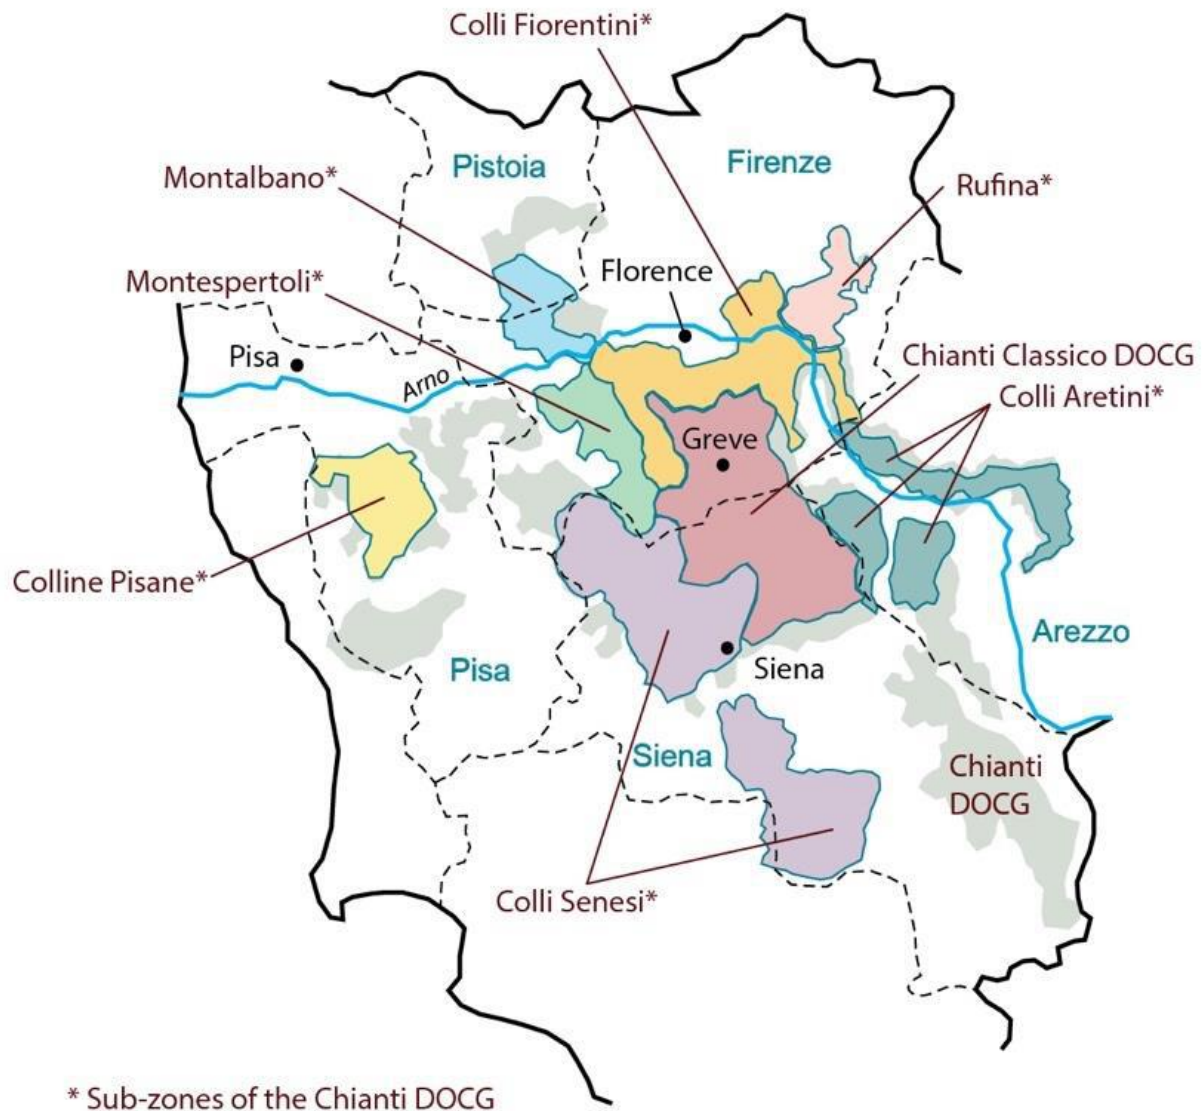 Colli Fiorentini*
Pistoia
Firenze
Montalbano*
Rufina*
Florence
Montespertoli*
Pisa
Arno
Chianti Classico DOCG
Colli Aretini*
Greve
Colline Pisane*
Arezzo
Pisa
Siena
Siena
Chianti
DOCG
Colli Senesi*
* Sub-zones of the Chianti DOCG